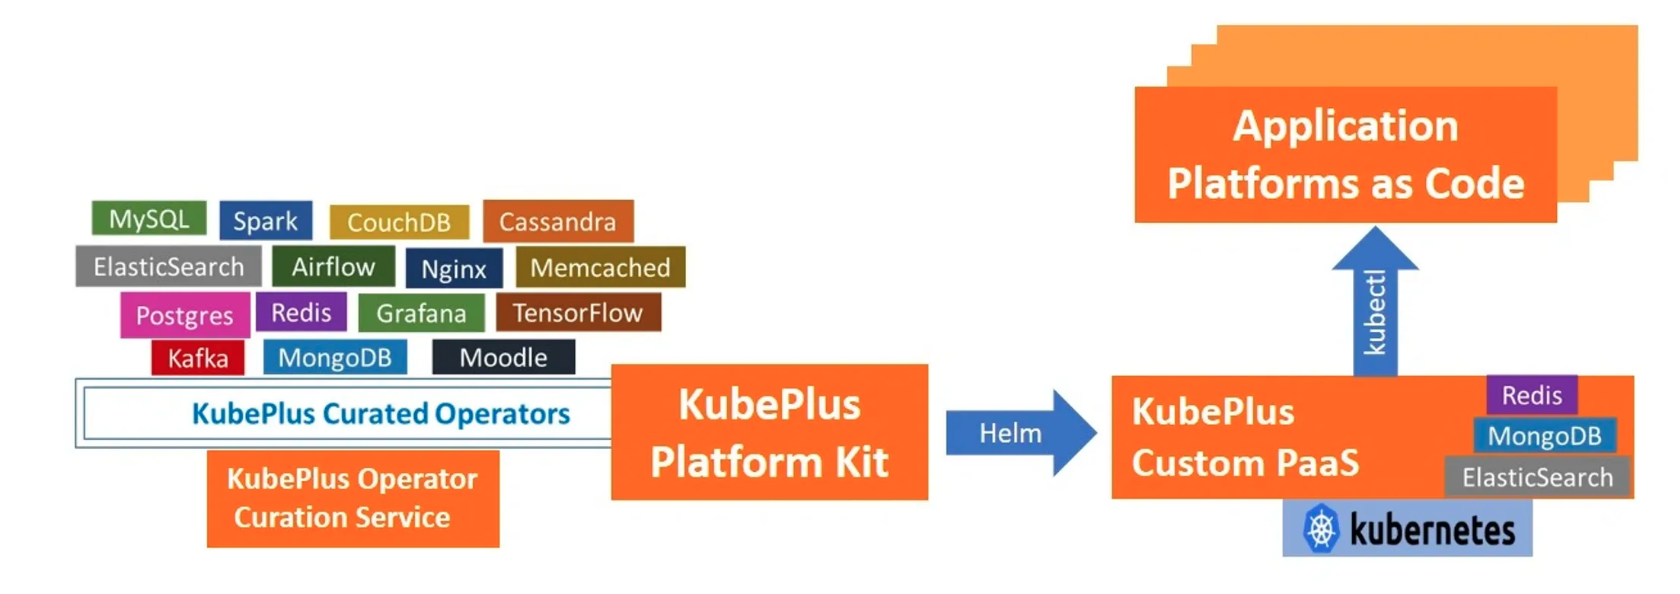 Application
Platforms as Code
MySQL
Spark
CouchDB
Cassandra
ElasticSearch
Airflow
Nginx
Memcached
Postgres
Redis
Grafana
TensorFlow
Kafka
MongoDB
Moodle
KubePlus Curated Operators
KubePlus Operator
Curation Service
KubePlus
Platform Kit
Helm
kubectl
KubePlus
Custom PaaS
Redis
MongoDB
ElasticSearch
kubernetes